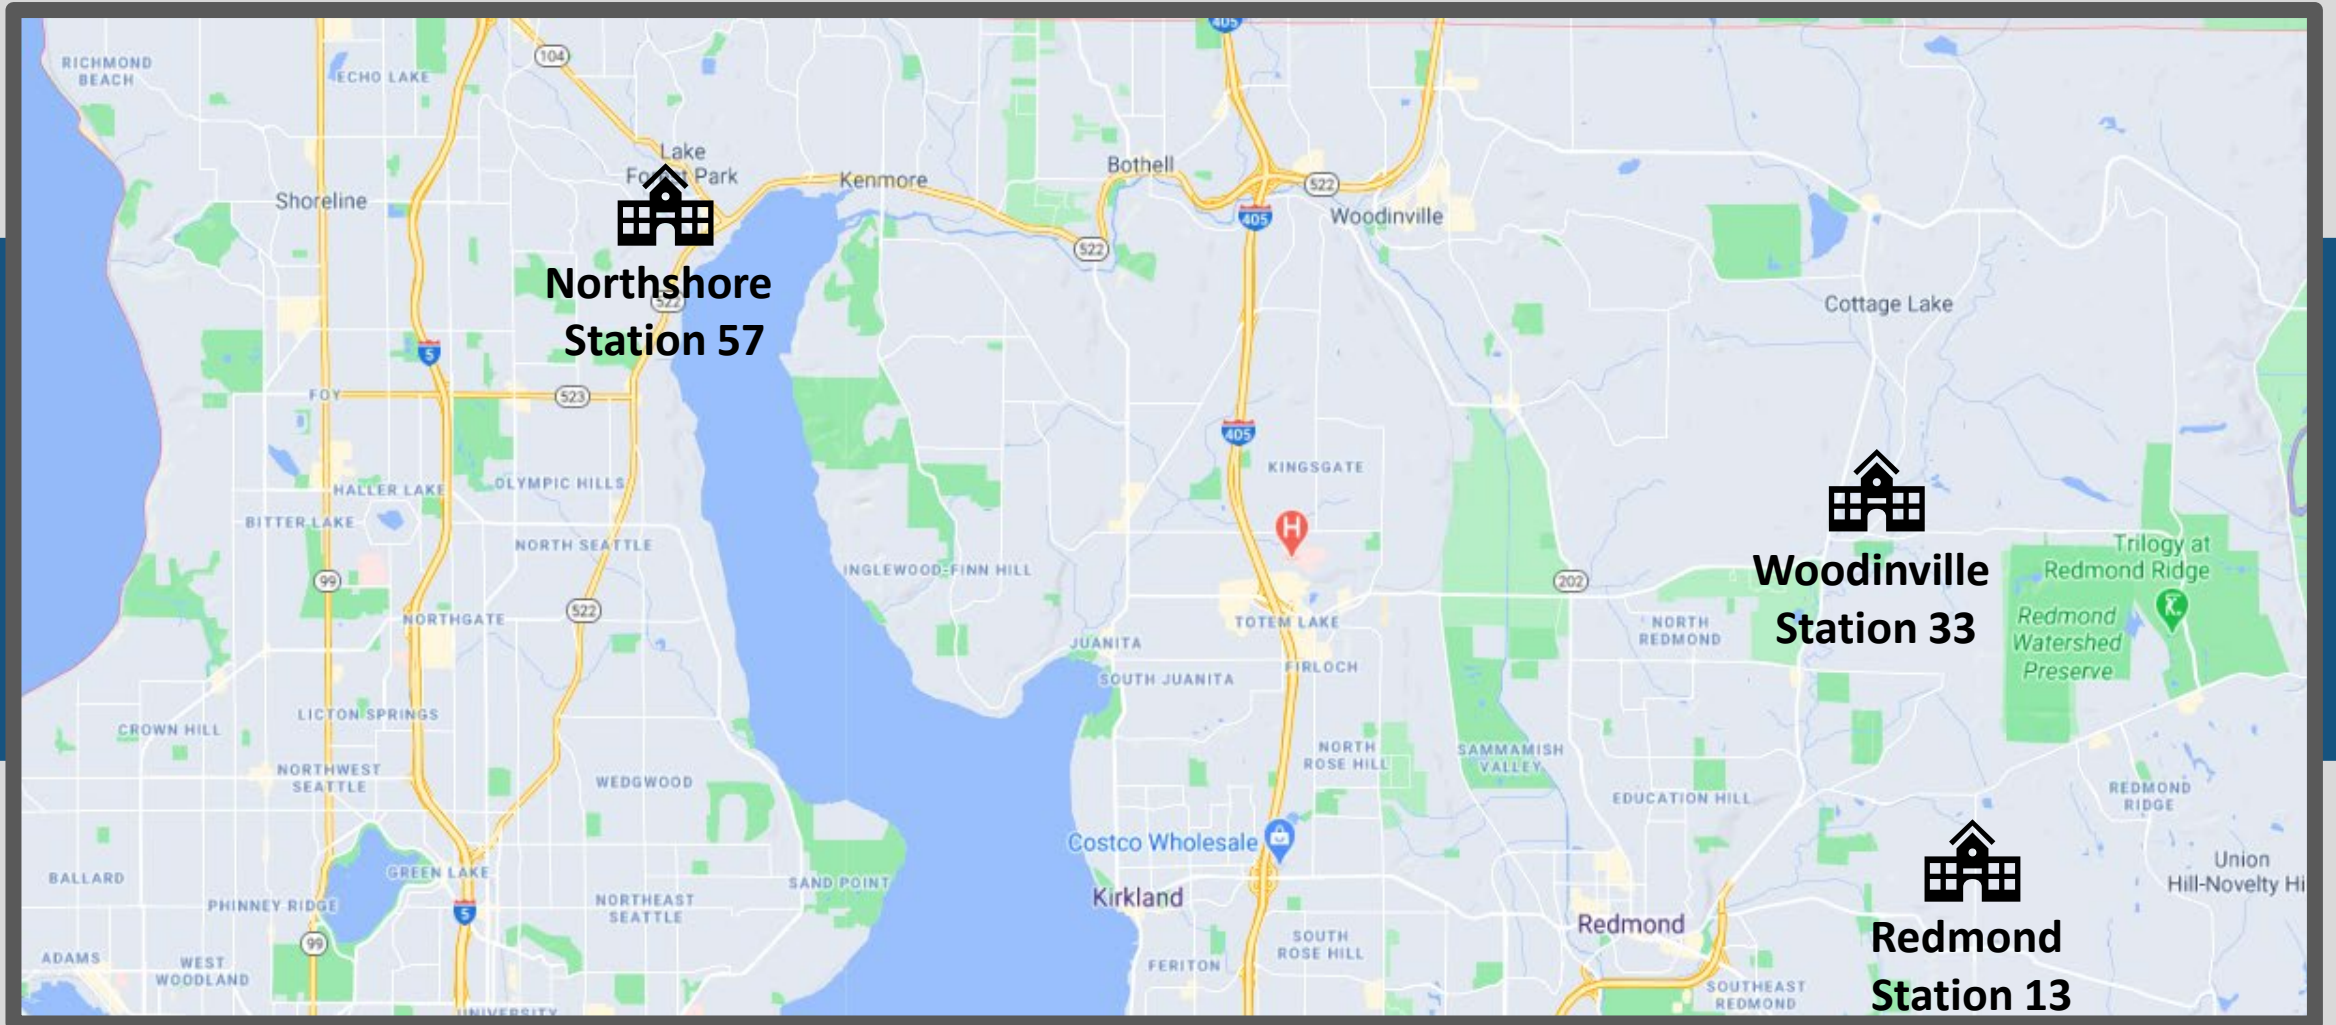 405
RICHMOND
BEACH
ECHO LAKE
104
Lake
Forest Park
Kenmore
Bothell
522
405
Woodinville
Shoreline
522
Northshore
Station 57
522
Cottage Lake
5
FOY
523
405
KINGSGATE
HALLER LAKE
OLYMPIC HILLS
BITTER LAKE
NORTH SEATTLE
H
INGLEWOOD-FINN HILL
99
522
NORTHGATE
202
Woodinville
Station 33
Trilogy at
Redmond Ridge
Redmond
Watershed
Preserve
TOTEM LAKE
NORTH
REDMOND
JUANITA
SOUTH JUANITA
FIRLOCH
LICTON SPRINGS
CROWN HILL
NORTHWEST
SEATTLE
WEDGWOOD
NORTH
ROSE HILL
SAMMAMISH
VALLEY
EDUCATION HILL
REDMOND
RIDGE
Costco Wholesale
Union
Hill-Novelty Hi
BALLARD
GREEN LAKE
SAND POINT
Kirkland
PHINNEY RIDGE
5
NORTHEAST
SEATTLE
Redmond
Redmond
Station 13
99
ADAMS
WEST
WOODLAND
SOUTH
ROSE HILL
FERITON
SOUTHEAST
REDMOND
UNIVERSITY